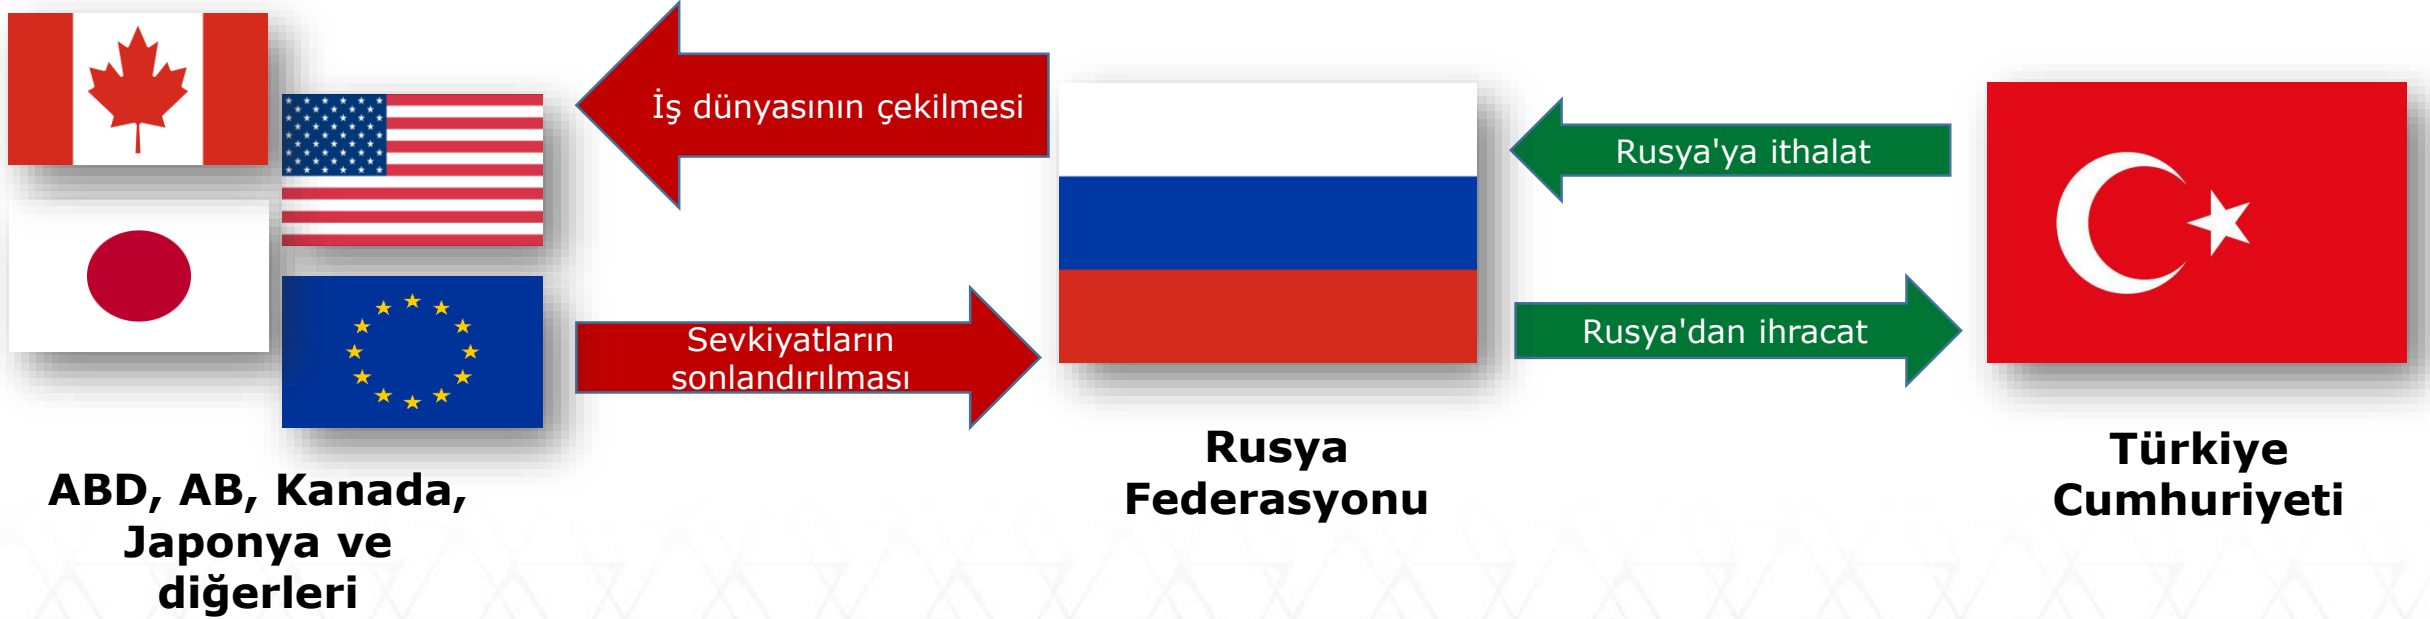 İş dünyasının çekilmesi
Rusya'ya ithalat
Sevkiyatların
sonlandırılması
Rusya'dan ihracat
ABD, AB, Kanada,
Japonya ve
diğerleri
Rusya
Federasyonu
Türkiye
Cumhuriyeti